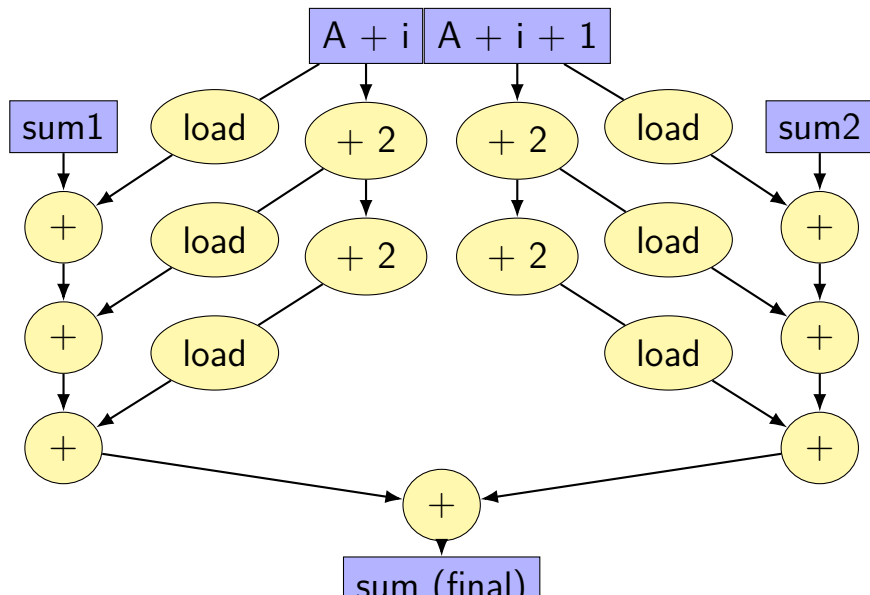 A + i A + i + 1
sum1 load + 2 + 2 load sum2
+ load + 2 + 2 load +
+ load load +
+ +
+
sum (final)